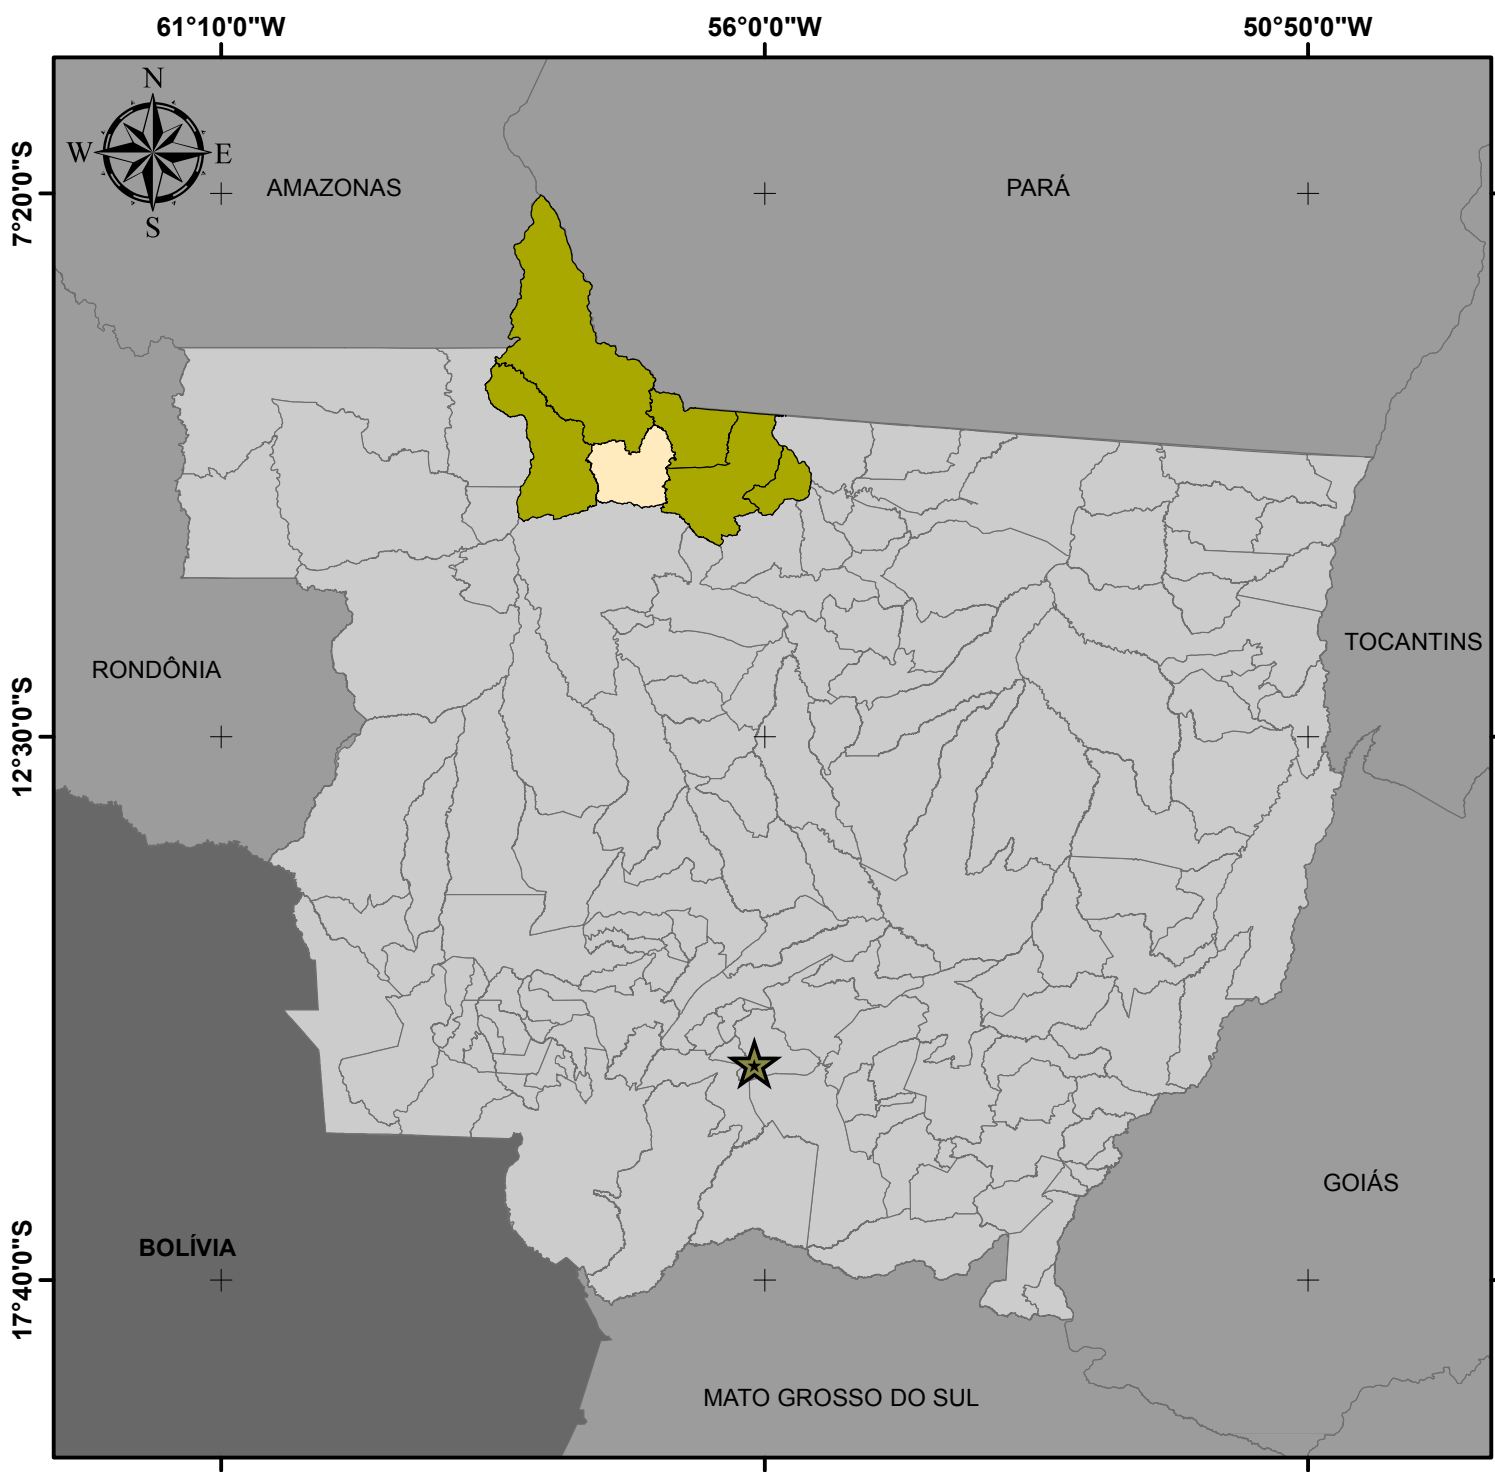 61°10'0"W 56°0'0"W 50°50'0"W
N
W E
S
7°20'0"S
AMAZONAS
PARÁ
TOCANTINS
RONDÔNIA
12°30'0"S
GOIÁS
BOLÍVIA
17°40'0"S
MATO GROSSO DO SUL